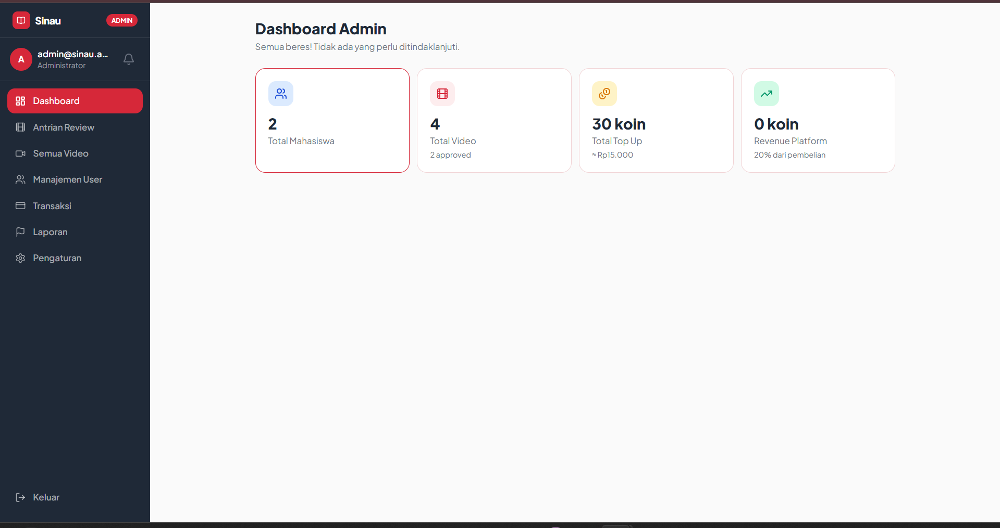 Sinau
ADMIN
A
admin@sinau.a...
Administrator
Dashboard
Antrian Review
Semua Video
Manajemen User
Transaksi
Laporan
Pengaturan
Keluar
Dashboard Admin
Semua beres! Tidak ada yang perlu ditindaklanjuti.
2
Total Mahasiswa
4
Total Video
2 approved
30 koin
Total Top Up
≈ Rp15.000
0 koin
Revenue Platform
20% dari pembelian